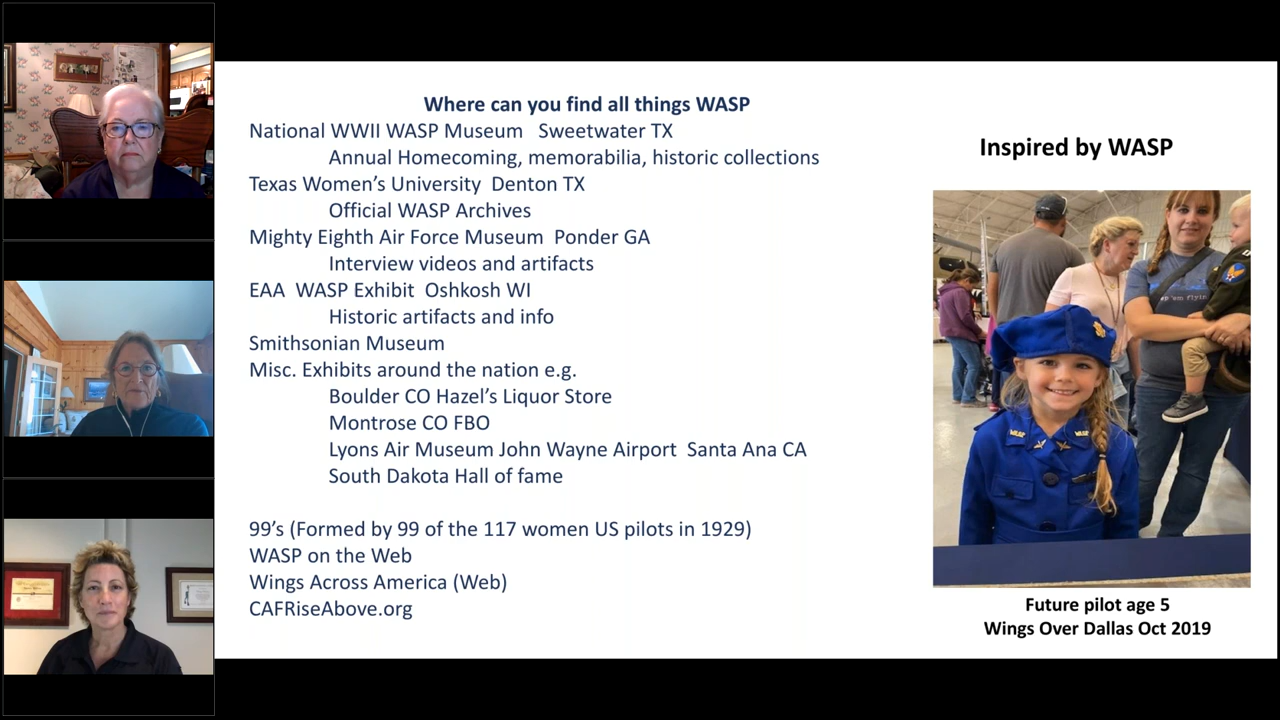 Where can you find all things WASP
National WWII WASP Museum Sweetwater TX
Annual Homecoming, memorabilia, historic collections
Texas Women's University Denton TX
Official WASP Archives
Mighty Eighth Air Force Museum Ponder GA
Interview videos and artifacts
EAA WASP Exhibit Oshkosh WI
Historic artifacts and info
Smithsonian Museum
Misc. Exhibits around the nation e.g.
Boulder CO Hazel's Liquor Store
Montrose CO FBO
Lyons Air Museum John Wayne Airport Santa Ana CA
South Dakota Hall of fame
99's (Formed by 99 of the 117 women US pilots in 1929)
WASP on the Web
Wings Across America (Web)
CAFRiseAbove.org
Inspired by WASP
WASP
WASP
Future pilot age 5
Wings Over Dallas Oct 2019